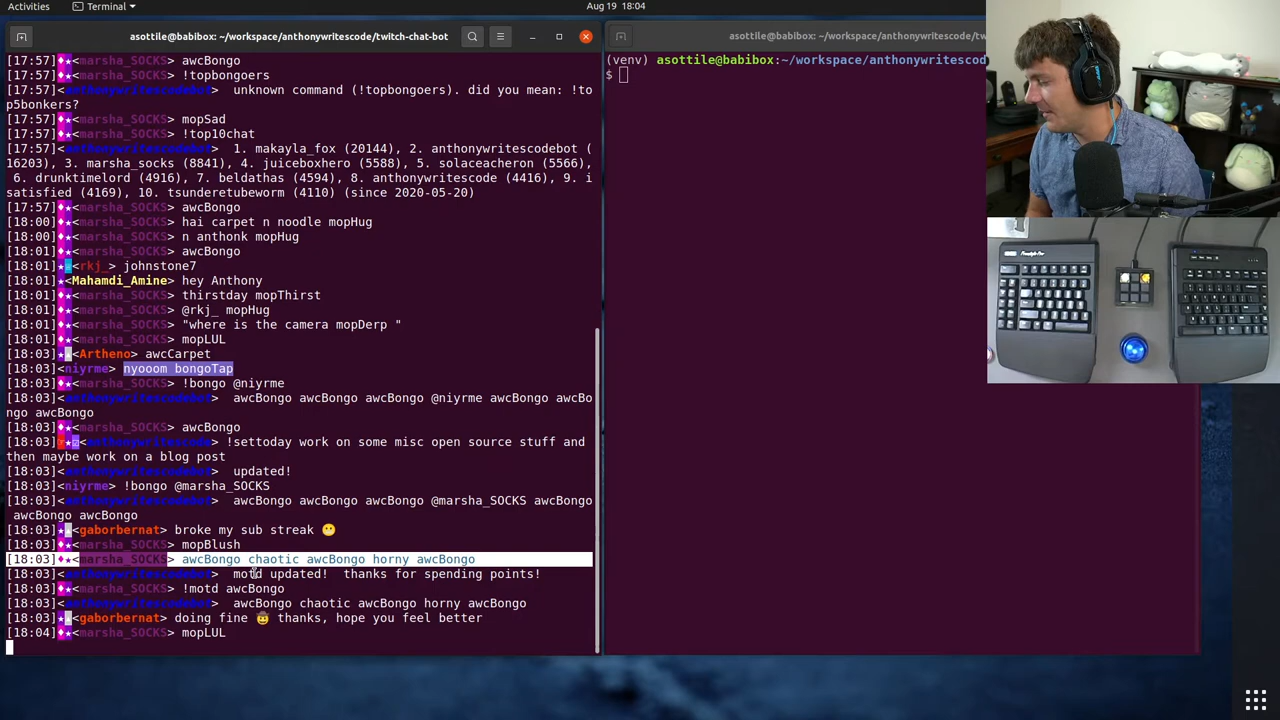 Activities
Terminal
Aug 19 18:04
asottile@babibox:~/workspace/anthonywritescode/twitch-chat-bot
asottile@babibox:~/workspace/anthonywritescode/tw
[17:57]♦★<marsha_SOCKS> awcBongo
[17:57]♦★<marsha_SOCKS> !topbongoers
[17:57]<anthonywritescodebot>  unknown command (!topbongoers). did you mean: !to
p5bonkers?
[17:57]♦★<marsha_SOCKS> mopSad
[17:57]♦★<marsha_SOCKS> !top10chat
[17:57]<anthonywritescodebot>  1. makayla_fox (20144), 2. anthonywritescodebot (
16203), 3. marsha_socks (8841), 4. juiceboxhero (5588), 5. solaceacheron (5566),
 6. drunktimelord (4916), 7. beldathas (4594), 8. anthonywritescode (4416), 9. i
satisfied (4169), 10. tsunderetubeworm (4110) (since 2020-05-20)
[17:57]♦★<marsha_SOCKS> awcBongo
[18:00]♦★<marsha_SOCKS> hai carpet n noodle mopHug
[18:00]♦★<marsha_SOCKS> n anthonk mopHug
[18:01]♦★<marsha_SOCKS> awcBongo
[18:01]★<rkj_> johnstone7
[18:01]★<Mahamdi_Amine> hey Anthony
[18:01]♦★<marsha_SOCKS> thirstday mopThirst
[18:01]♦★<marsha_SOCKS> @rkj_ mopHug
[18:01]♦★<marsha_SOCKS> "where is the camera mopDerp "
[18:01]♦★<marsha_SOCKS> mopLUL
[18:03]★<Artheno> awcCarpet
[18:03]<niyrme> nyooom bongoTap
[18:03]♦★<marsha_SOCKS> !bongo @niyrme
[18:03]<anthonywritescodebot>  awcBongo awcBongo awcBongo @niyrme awcBongo awcBo
ngo awcBongo
[18:03]♦★<marsha_SOCKS> awcBongo
[18:03]★<anthonywritescode> !settoday work on some misc open source stuff and
then maybe work on a blog post
[18:03]<anthonywritescodebot>  updated!
[18:03]<niyrme> !bongo @marsha_SOCKS
[18:03]<anthonywritescodebot>  awcBongo awcBongo awcBongo @marsha_SOCKS awcBongo
 awcBongo awcBongo
[18:03]★<gaborbernat> broke my sub streak 😬
[18:03]♦★<marsha_SOCKS> mopBlush
[18:03]♦★<marsha_SOCKS> awcBongo chaotic awcBongo horny awcBongo
[18:03]<anthonywritescodebot>  motd updated!  thanks for spending points!
[18:03]♦★<marsha_SOCKS> !motd awcBongo
[18:03]<anthonywritescodebot>  awcBongo chaotic awcBongo horny awcBongo
[18:03]★<gaborbernat> doing fine 🤠 thanks, hope you feel better
[18:04]♦★<marsha_SOCKS> mopLUL
(venv) asottile@babibox:~/workspace/anthonywritescod
$